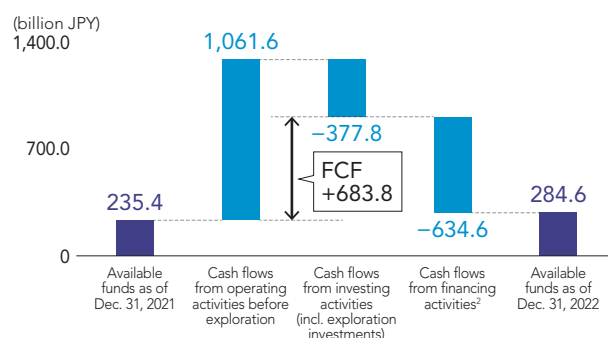 (billion JPY)
1,400.0
700.0
0
235.4
1,061.6
−377.8
FCF
+683.8
−634.6
284.6
Available
funds as of
Dec. 31, 2021
Cash flows
from operating
activities before
exploration
Cash flows
from investing
activities
(incl. exploration
investments)
Cash flows
from financing
activities²
Available
funds as of
Dec. 31, 2022